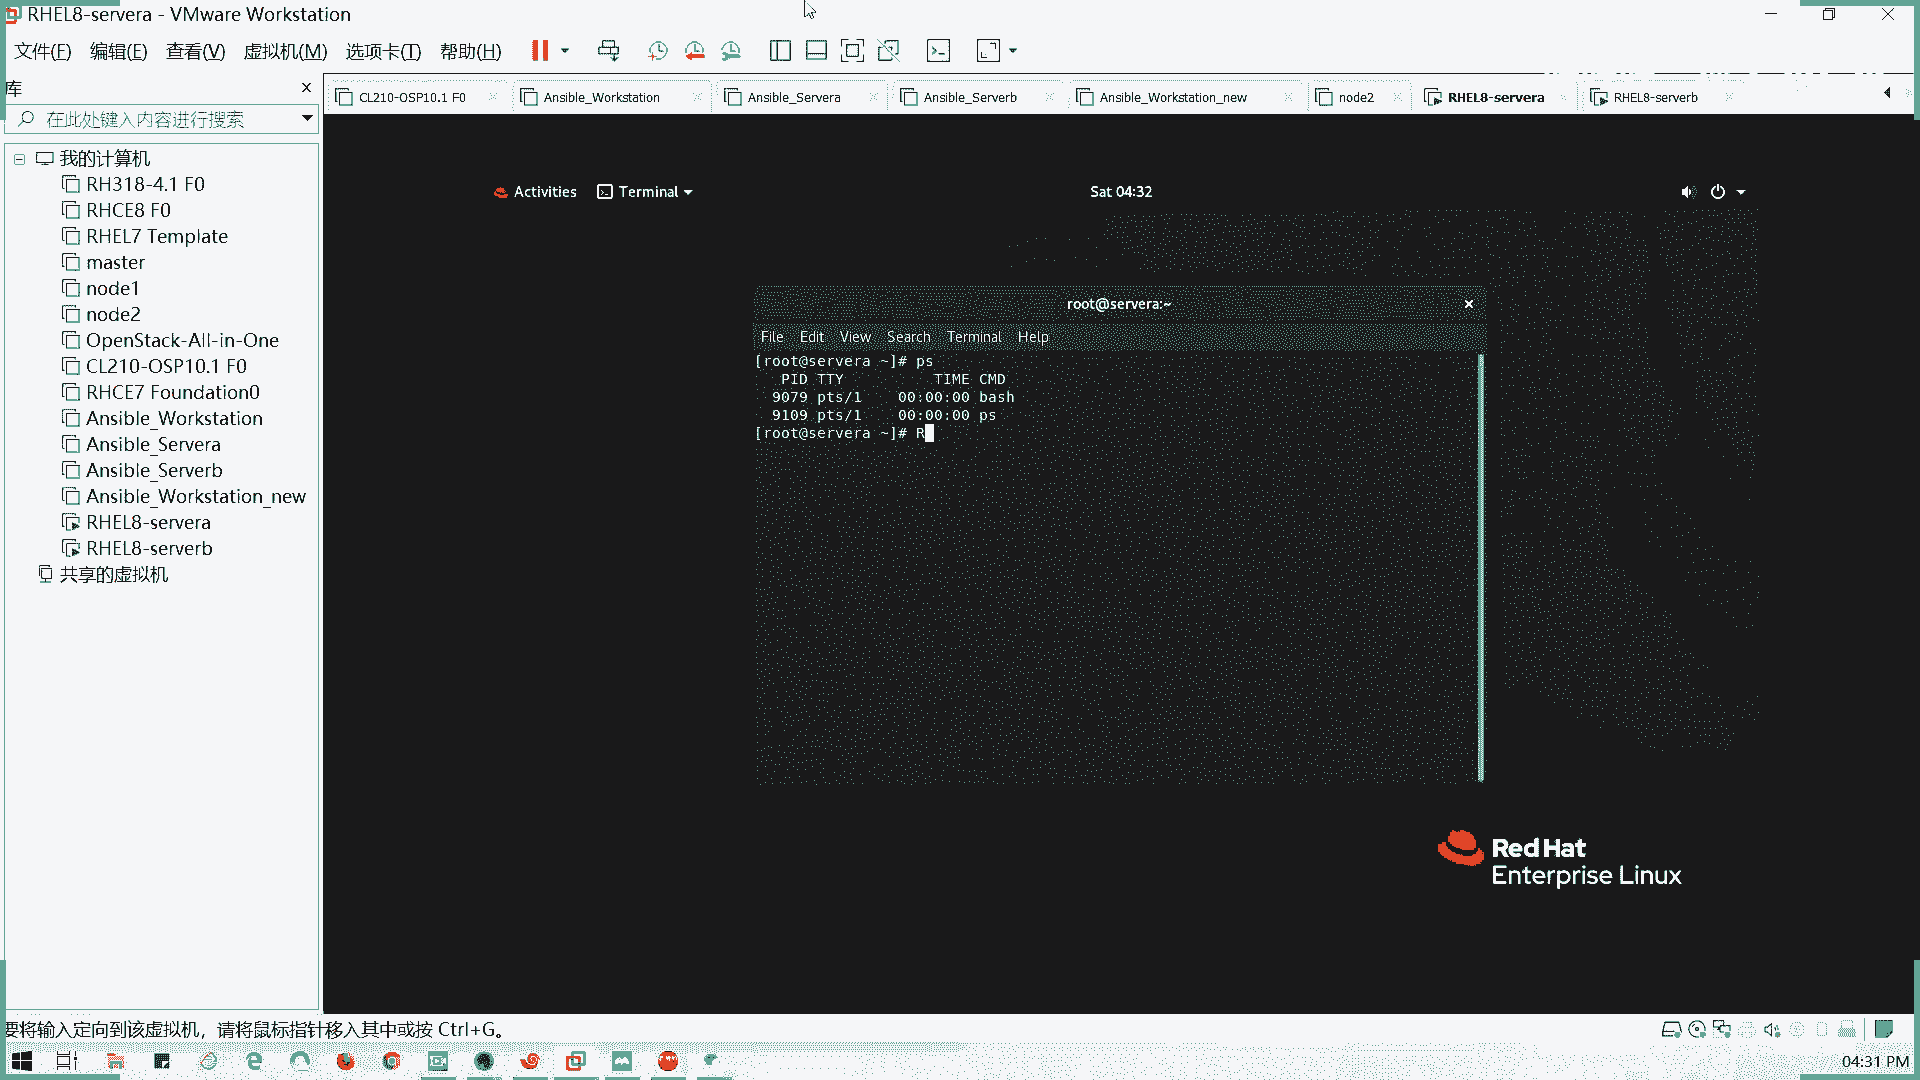 RHEL8-servera - VMware Workstation
文件(F) 编辑(E) 查看(V) 虚拟机(M) 选项卡(T) 帮助(H)
库
在此处键入内容进行搜索
我的计算机
RH318-4.1 F0
RHCE8 F0
RHEL7 Template
master
node1
node2
OpenStack-All-in-One
CL210-OSP10.1 F0
RHCE7 Foundation0
Ansible_Workstation
Ansible_Servera
Ansible_Serverb
Ansible_Workstation_new
RHEL8-servera
RHEL8-serverb
共享的虚拟机
CL210-OSP10.1 F0 Ansible_Workstation Ansible_Servera Ansible_Serverb Ansible_Workstation_new node2 RHEL8-servera RHEL8-serverb
Activities Terminal Sat 04:32
root@servera:~
File Edit View Search Terminal Help
[root@servera ~]# ps
PID TTY TIME CMD
9079 pts/1 00:00:00 bash
9109 pts/1 00:00:00 ps
[root@servera ~]# R
Red Hat
Enterprise Linux
要将输入定向到该虚拟机，请将鼠标指针移入其中或按 Ctrl+G。
04:31 PM